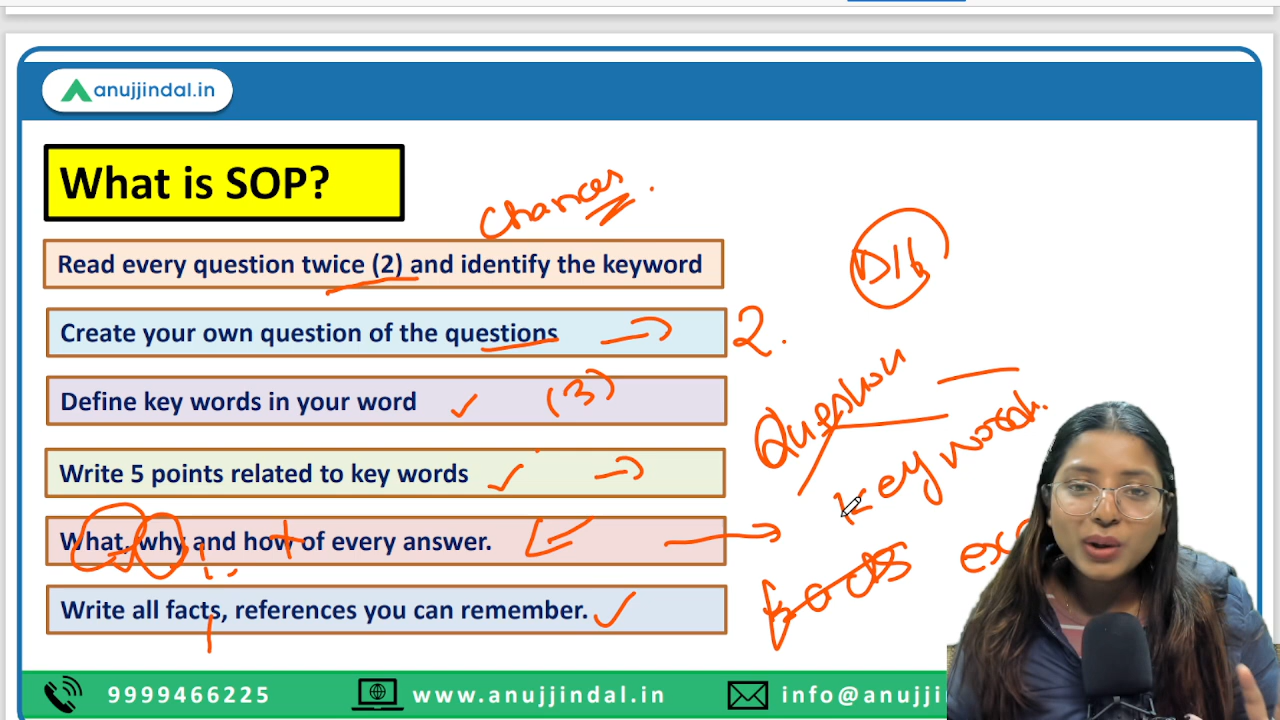 anujjindal.in
What is SOP?
Chances.
Read every question twice (2) and identify the keyword
Create your own question of the questions
2.
Define key words in your word
(3)
Question
Write 5 points related to key words
key words.
What, why and how of every answer.
facts
Write all facts, references you can remember.
9999466225
www.anujjindal.in
info@anujji